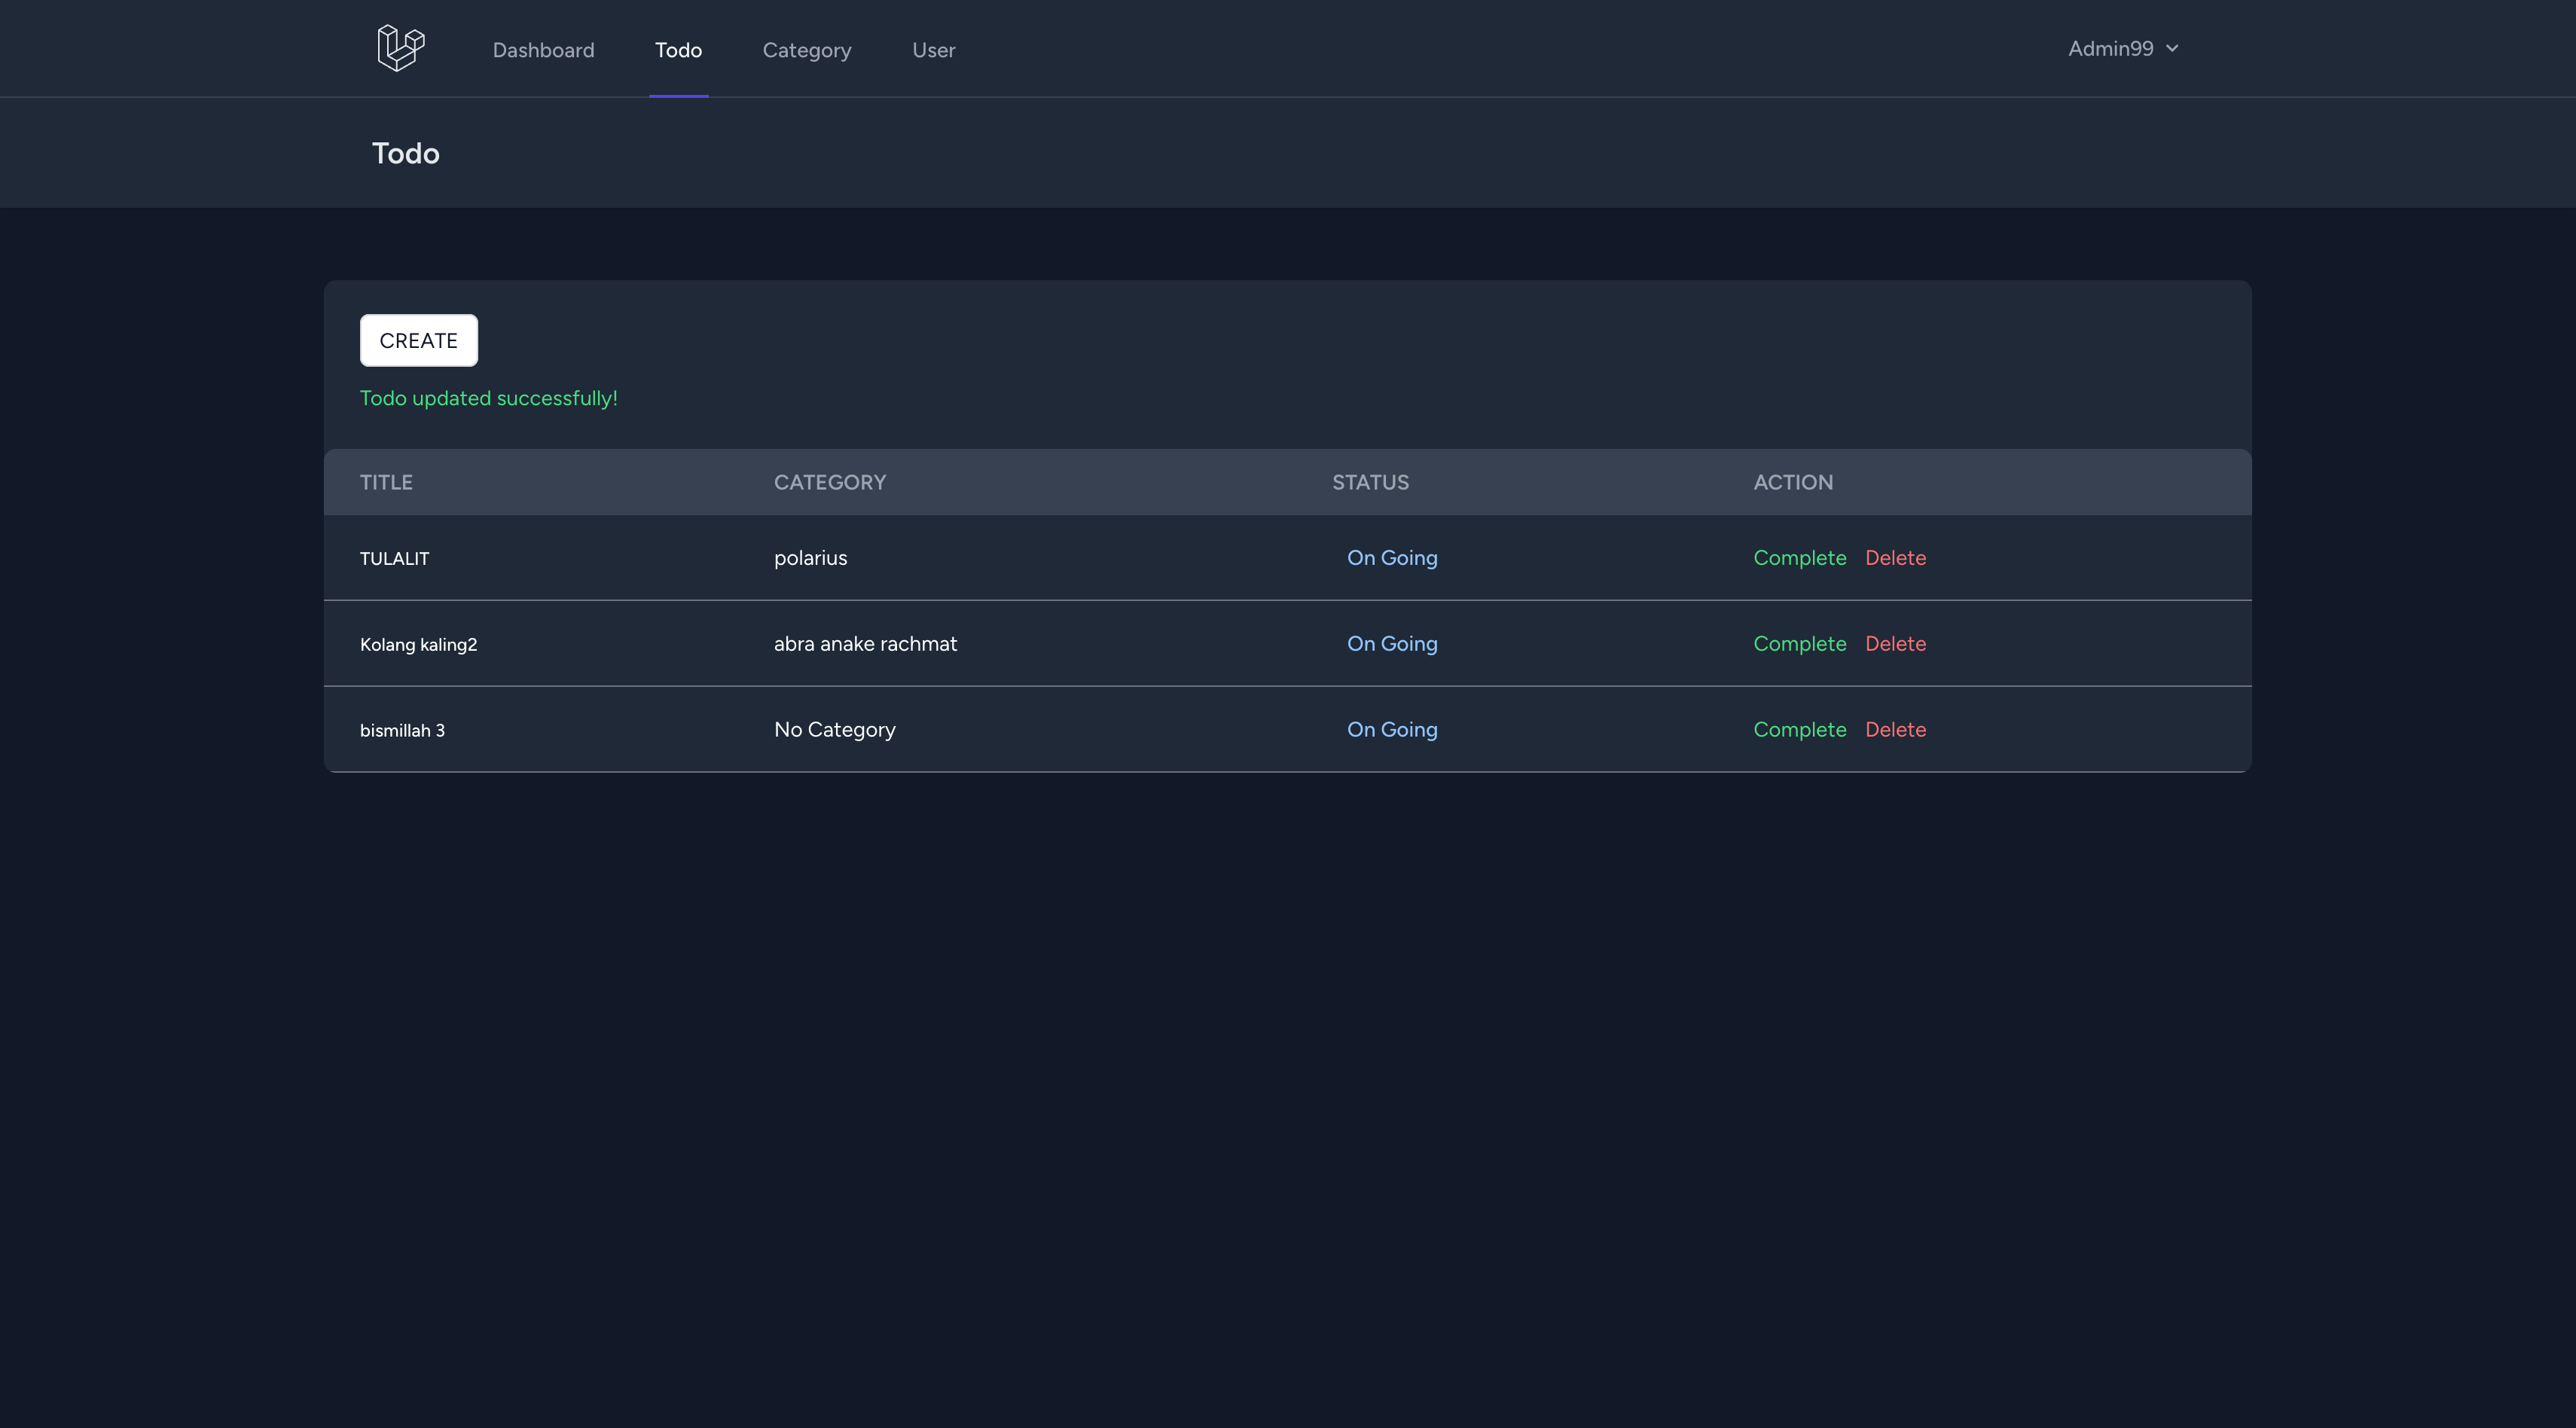 Dashboard Todo Category User Admin99
Todo
CREATE
Todo updated successfully!
TITLE CATEGORY STATUS ACTION
TULALIT polarius On Going Complete Delete
Kolang kaling2 abra anake rachmat On Going Complete Delete
bismillah 3 No Category On Going Complete Delete